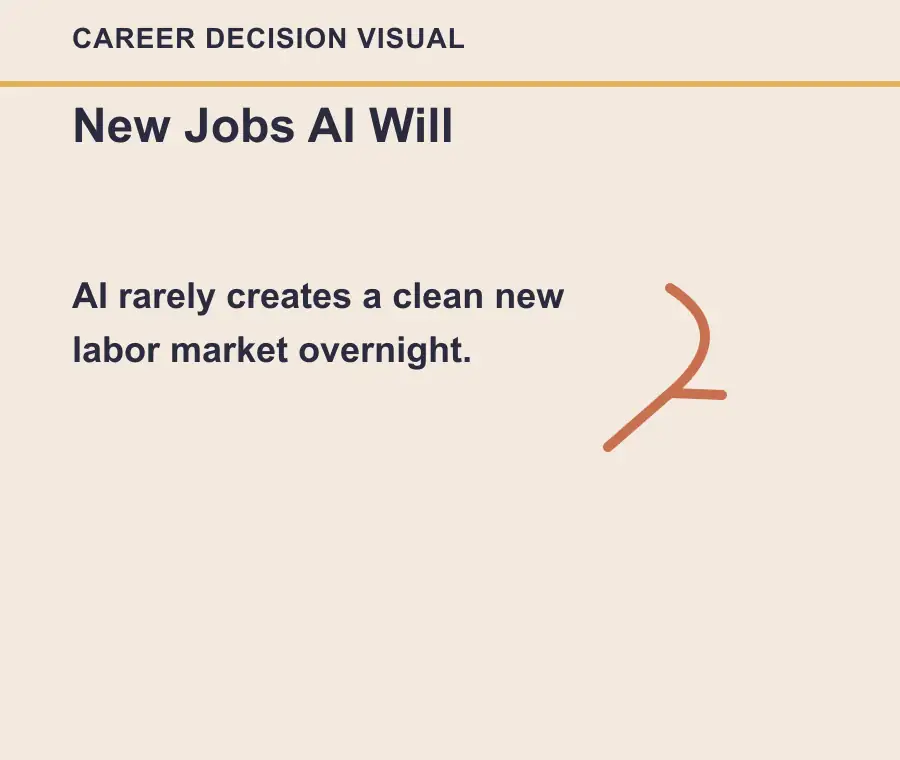 CAREER DECISION VISUAL
New Jobs AI Will
AI rarely creates a clean new
labor market overnight.